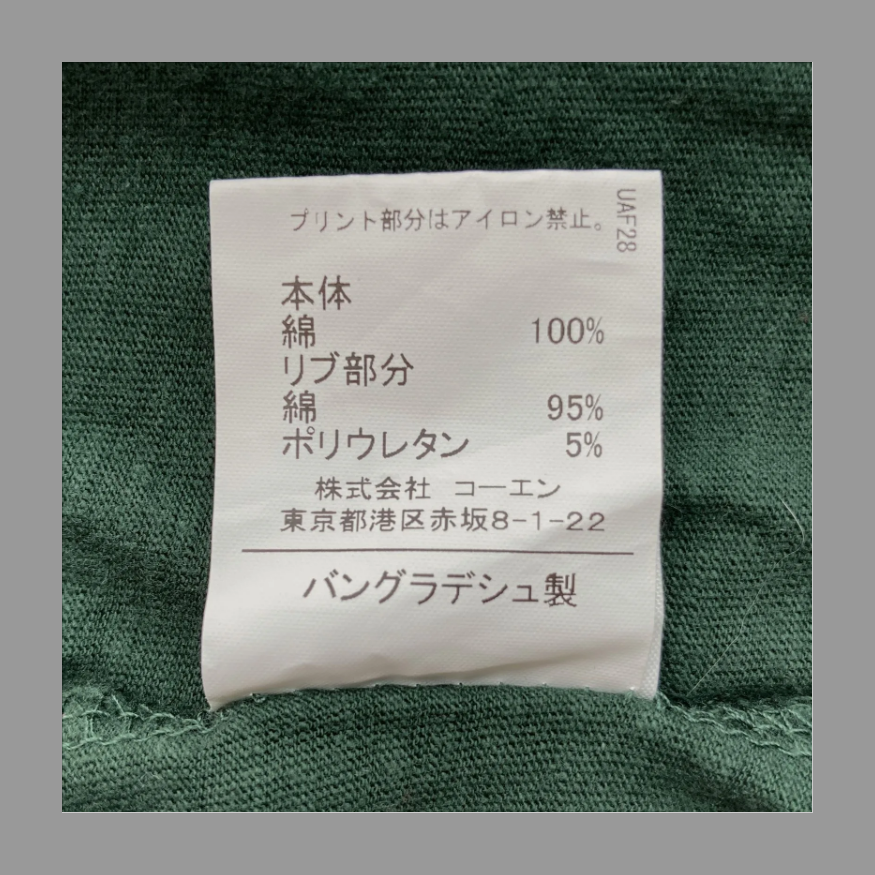 プリント部分はアイロン禁止。
UAF28
本体
綿 100%
リブ部分
綿 95%
ポリウレタン 5%
株式会社 コーエン
東京都港区赤坂8-1-22
バングラデシュ製